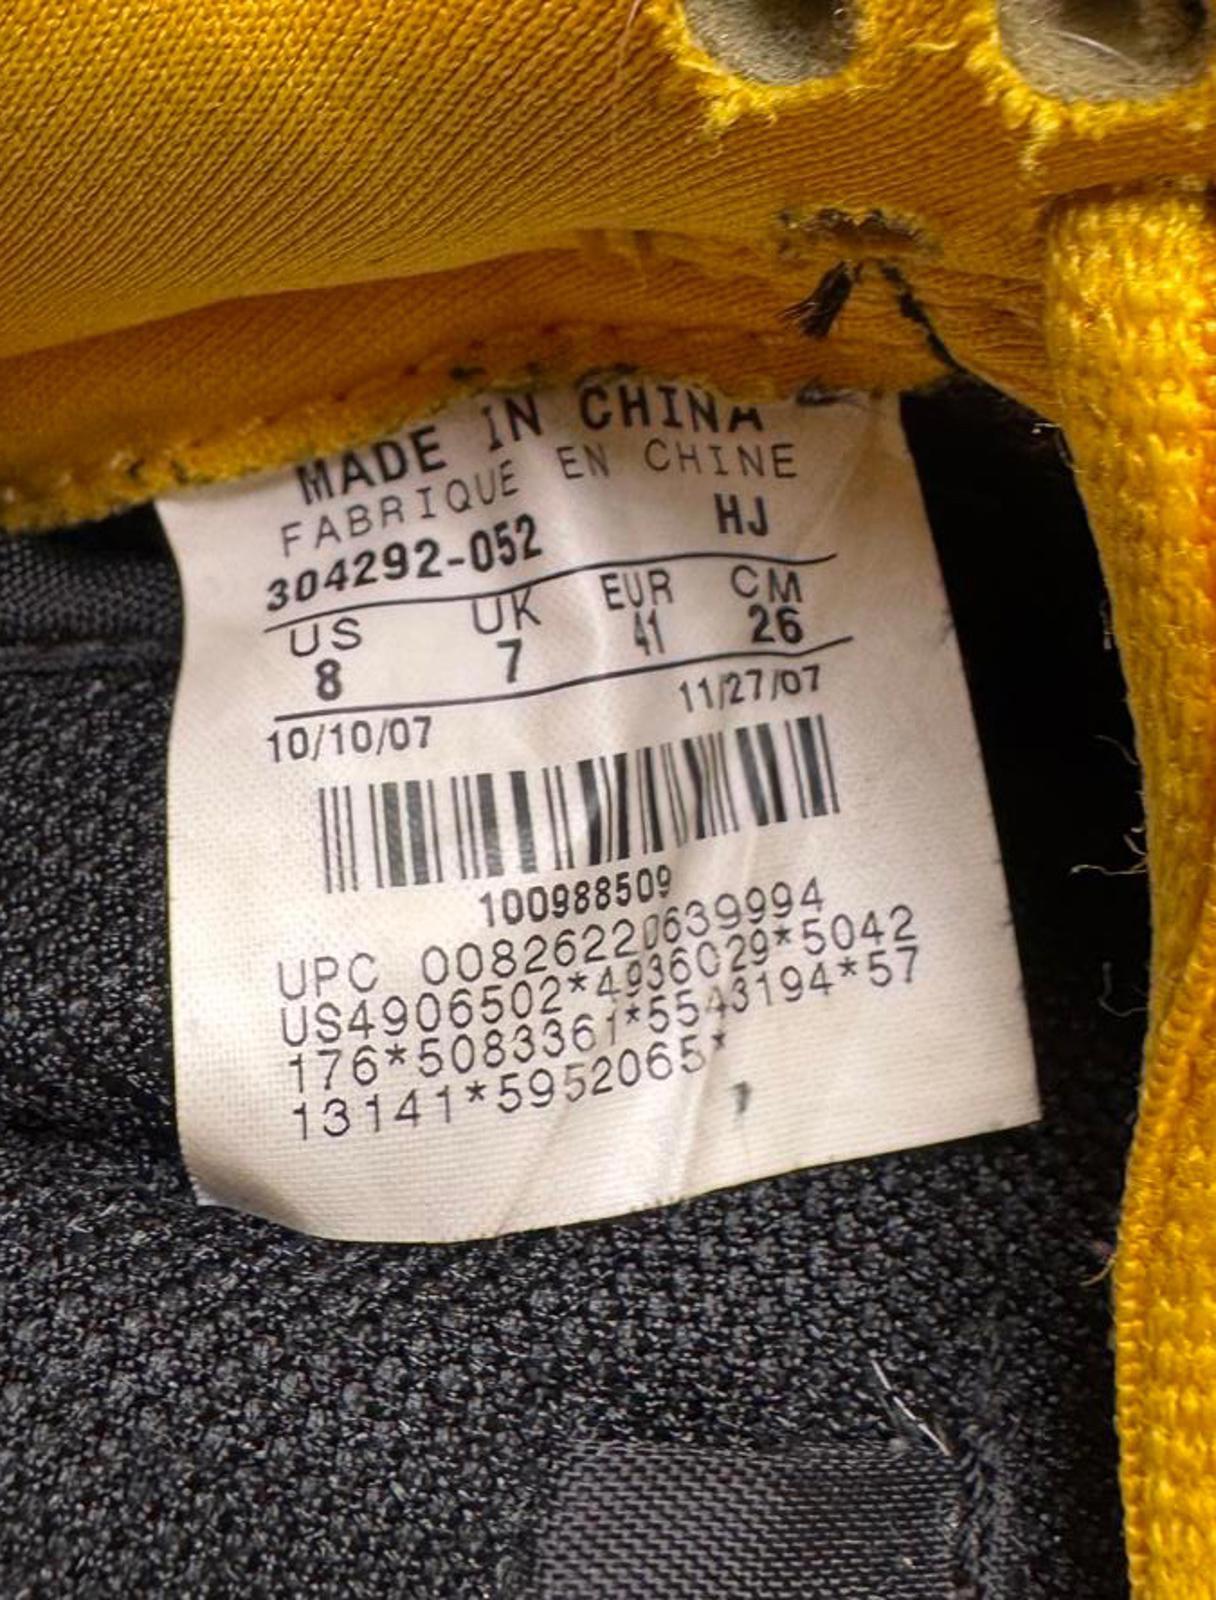 MADE IN CHINA
FABRIQUE EN CHINE
304292-052 HJ
US UK EUR CM
8 7 41 26
10/10/07 11/27/07
100988509
UPC 00826220639994
US4906502*4936029*5042
176*5083361*5543194*57
13141*5952065*